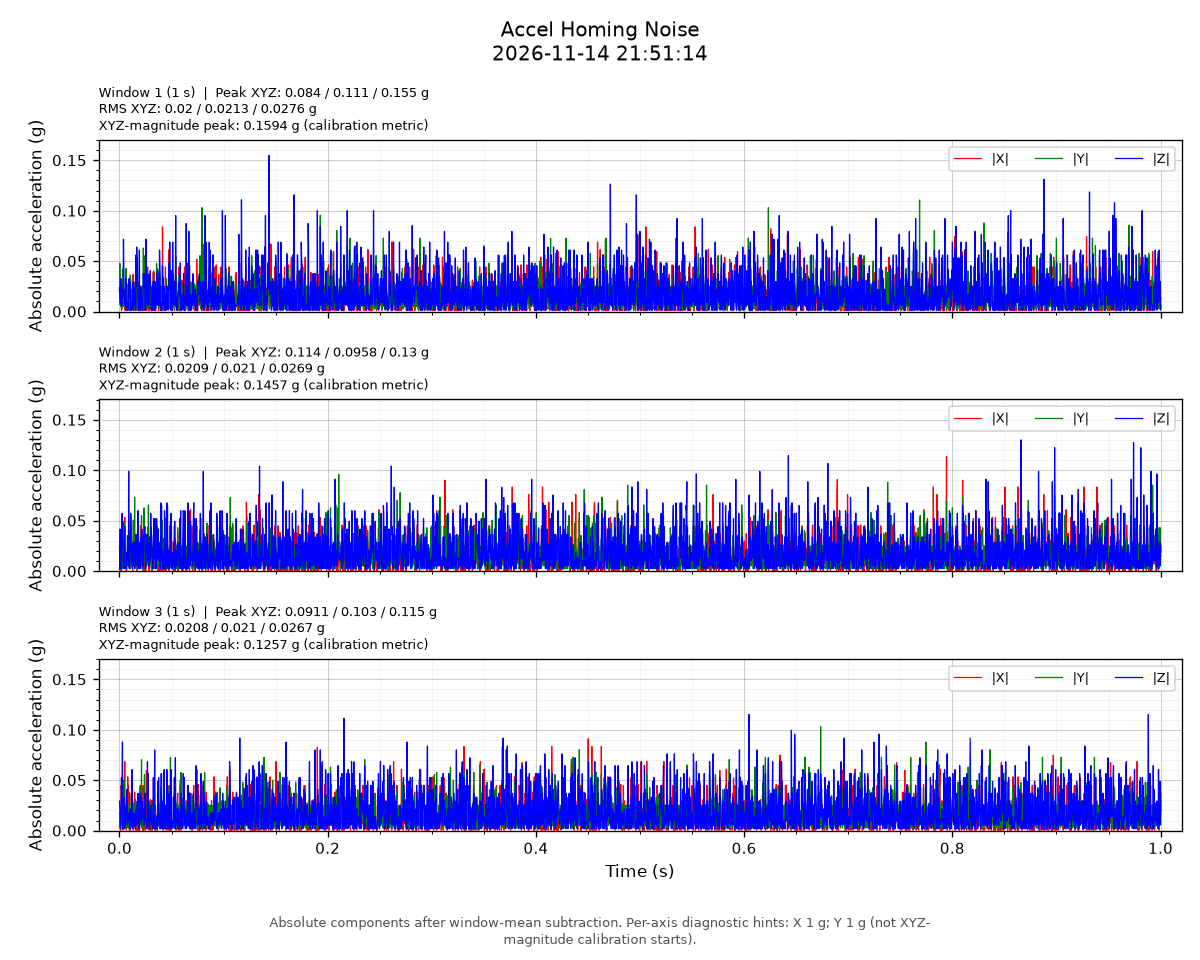 Accel Homing Noise
2026-11-14 21:51:14
Window 1 (1 s)  |  Peak XYZ: 0.084 / 0.111 / 0.155 g
RMS XYZ: 0.02 / 0.0213 / 0.0276 g
XYZ-magnitude peak: 0.1594 g (calibration metric)
Absolute acceleration (g)
0.15
0.10
0.05
0.00
|X| |Y| |Z|
Window 2 (1 s)  |  Peak XYZ: 0.114 / 0.0958 / 0.13 g
RMS XYZ: 0.0209 / 0.021 / 0.0269 g
XYZ-magnitude peak: 0.1457 g (calibration metric)
Absolute acceleration (g)
0.15
0.10
0.05
0.00
|X| |Y| |Z|
Window 3 (1 s)  |  Peak XYZ: 0.0911 / 0.103 / 0.115 g
RMS XYZ: 0.0208 / 0.021 / 0.0267 g
XYZ-magnitude peak: 0.1257 g (calibration metric)
Absolute acceleration (g)
0.15
0.10
0.05
0.00
|X| |Y| |Z|
0.0 0.2 0.4 0.6 0.8 1.0
Time (s)
Absolute components after window-mean subtraction. Per-axis diagnostic hints: X 1 g; Y 1 g (not XYZ-
magnitude calibration starts).